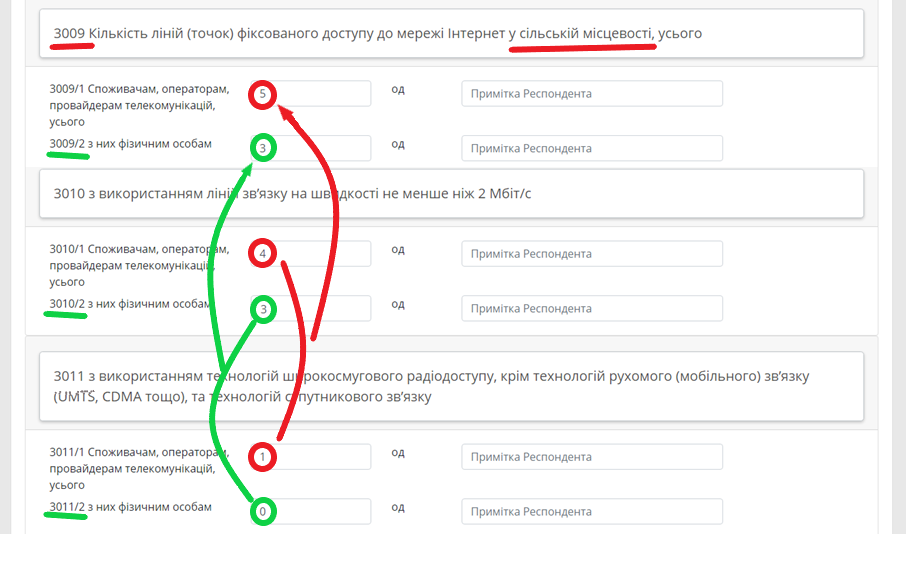 3009 Кількість ліній (точок) фіксованого доступу до мережі Інтернет у сільській місцевості, усього
3009/1 Споживачам, операторам,
провайдерам телекомунікацій,
усього
5
од
Примітка Респондента
3009/2 з них фізичним особам
3
од
Примітка Респондента
3010 з використанням ліній зв’язку на швидкості не менше ніж 2 Мбіт/с
3010/1 Споживачам, операторам,
провайдерам телекомунікацій,
усього
4
од
Примітка Респондента
3010/2 з них фізичним особам
3
од
Примітка Респондента
3011 з використанням технологій широкосмугового радіодоступу, крім технологій рухомого (мобільного) зв’язку
(UMTS, CDMA тощо), та технологій супутникового зв’язку
3011/1 Споживачам, операторам,
провайдерам телекомунікацій,
усього
1
од
Примітка Респондента
3011/2 з них фізичним особам
0
од
Примітка Респондента